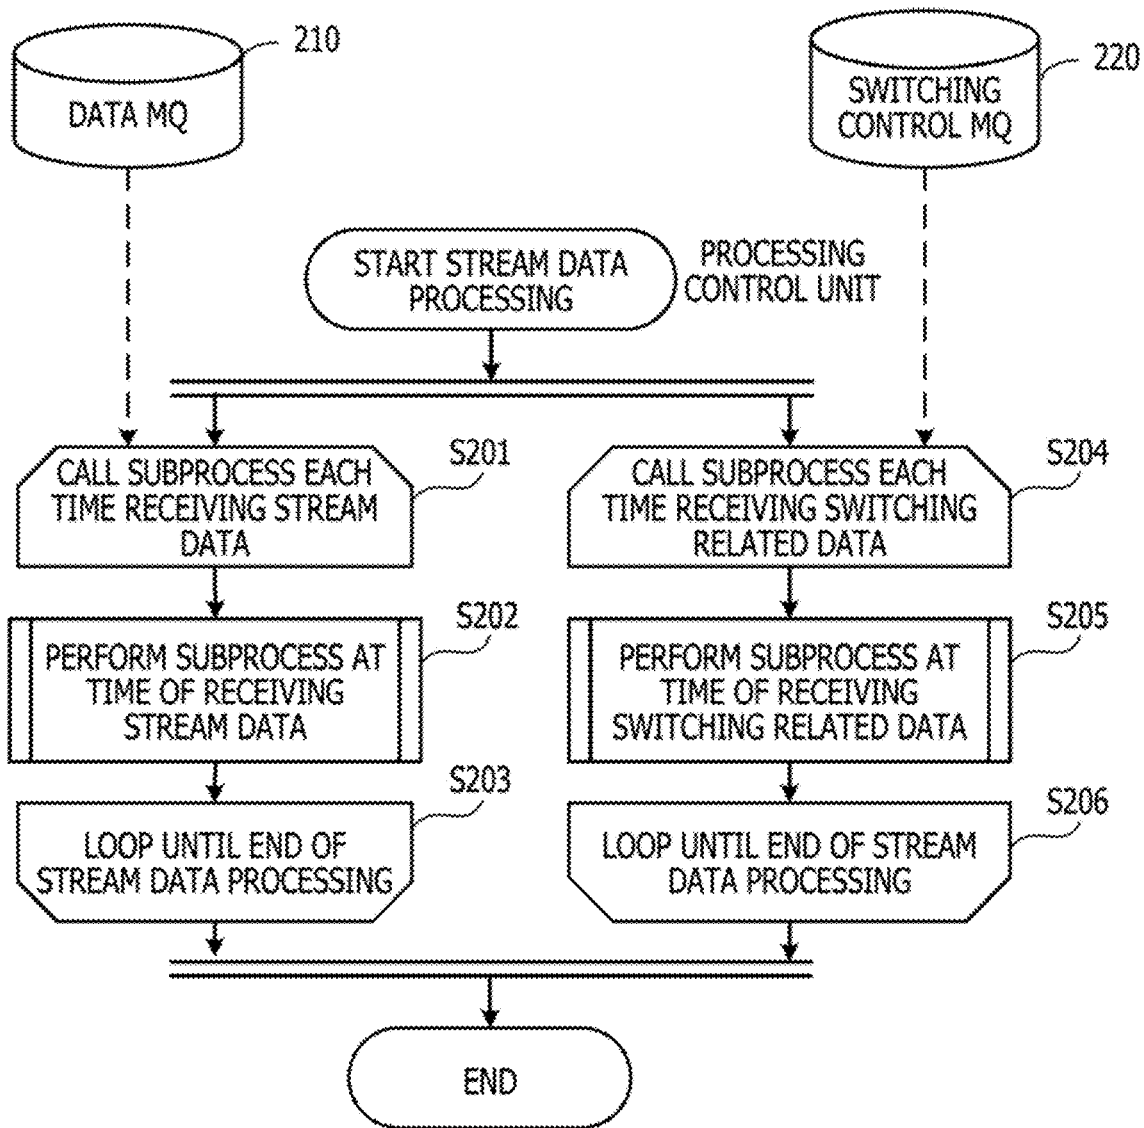 210
DATA MQ
220
SWITCHING
CONTROL MQ
START STREAM DATA
PROCESSING
PROCESSING
CONTROL UNIT
S201
CALL SUBPROCESS EACH
TIME RECEIVING STREAM
DATA
S204
CALL SUBPROCESS EACH
TIME RECEIVING SWITCHING
RELATED DATA
S202
PERFORM SUBPROCESS AT
TIME OF RECEIVING
STREAM DATA
S205
PERFORM SUBPROCESS AT
TIME OF RECEIVING
SWITCHING RELATED DATA
S203
LOOP UNTIL END OF
STREAM DATA PROCESSING
S206
LOOP UNTIL END OF STREAM
DATA PROCESSING
END